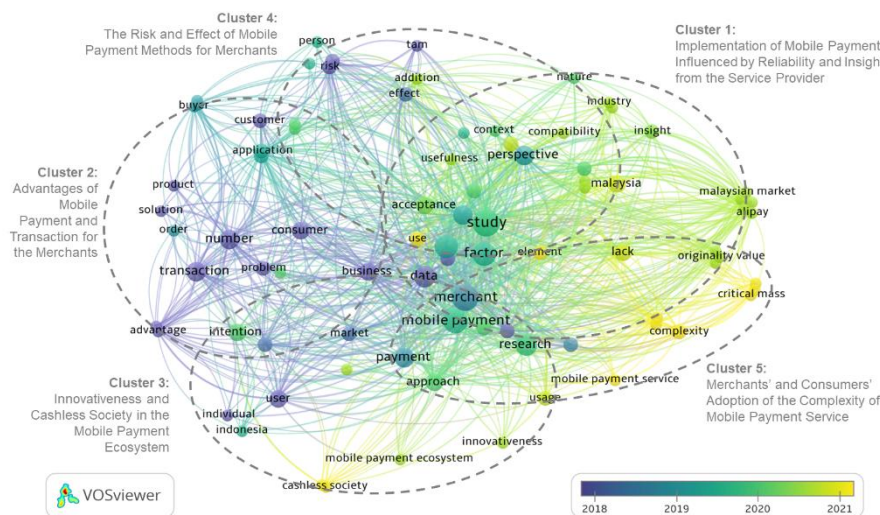 Cluster 4:
The Risk and Effect of Mobile
Payment Methods for Merchants
Cluster 1:
Implementation of Mobile Payment
Influenced by Reliability and Insigh
from the Service Provider
person
tam
risk
addition
effect
nature
industry
buyer
customer
context
compatibility
insight
application
usefulness
perspective
Cluster 2:
Advantages of
Mobile
Payment and
Transaction for
the Merchants
product
malaysia
malaysian market
solution
acceptance
alipay
order
study
number
consumer
use
factor
element
lack
originality value
transaction
problem
business
data
critical mass
merchant
advantage
intention
market
mobile payment
complexity
research
payment
Cluster 3:
Innovativeness and
Cashless Society in the
Mobile Payment
Ecosystem
approach
mobile payment service
Cluster 5:
Merchants' and Consumers'
Adoption of the Complexity of
Mobile Payment Service
user
usage
individual
indonesia
innovativeness
mobile payment ecosystem
cashless society
VOSviewer
2018 2019 2020 2021